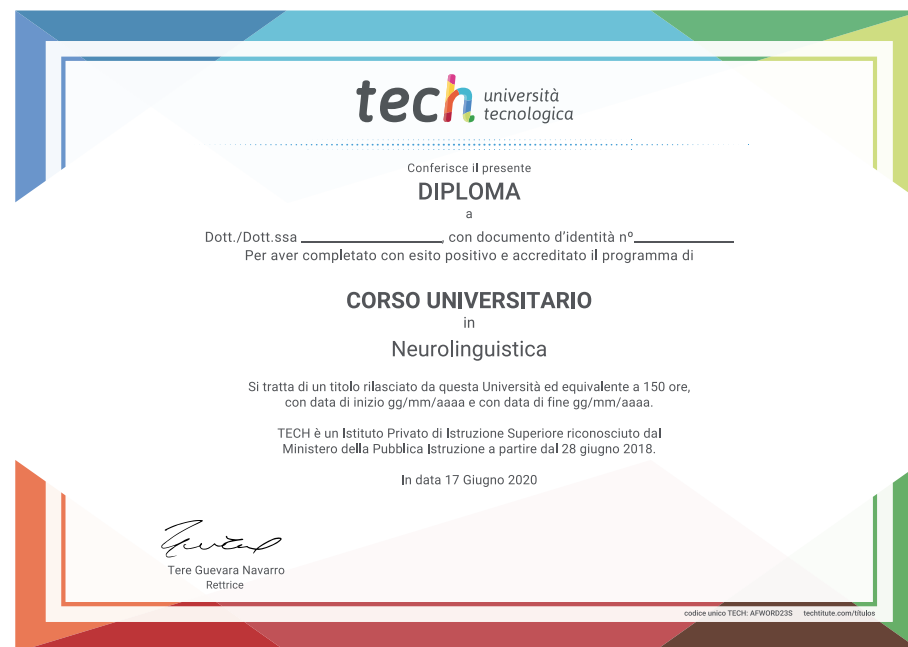 tech università
tecnologica
Conferisce il presente
DIPLOMA
a
Dott./Dott.ssa ____________________, con documento d'identità nº______________
Per aver completato con esito positivo e accreditato il programma di
CORSO UNIVERSITARIO
in
Neurolinguistica
Si tratta di un titolo rilasciato da questa Università ed equivalente a 150 ore,
con data di inizio gg/mm/aaaa e con data di fine gg/mm/aaaa.
TECH è un Istituto Privato di Istruzione Superiore riconosciuto dal
Ministero della Pubblica Istruzione a partire dal 28 giugno 2018.
In data 17 Giugno 2020
Tere Guevara Navarro
Rettrice
codice unico TECH: AFWORD23S techtitute.com/títulos